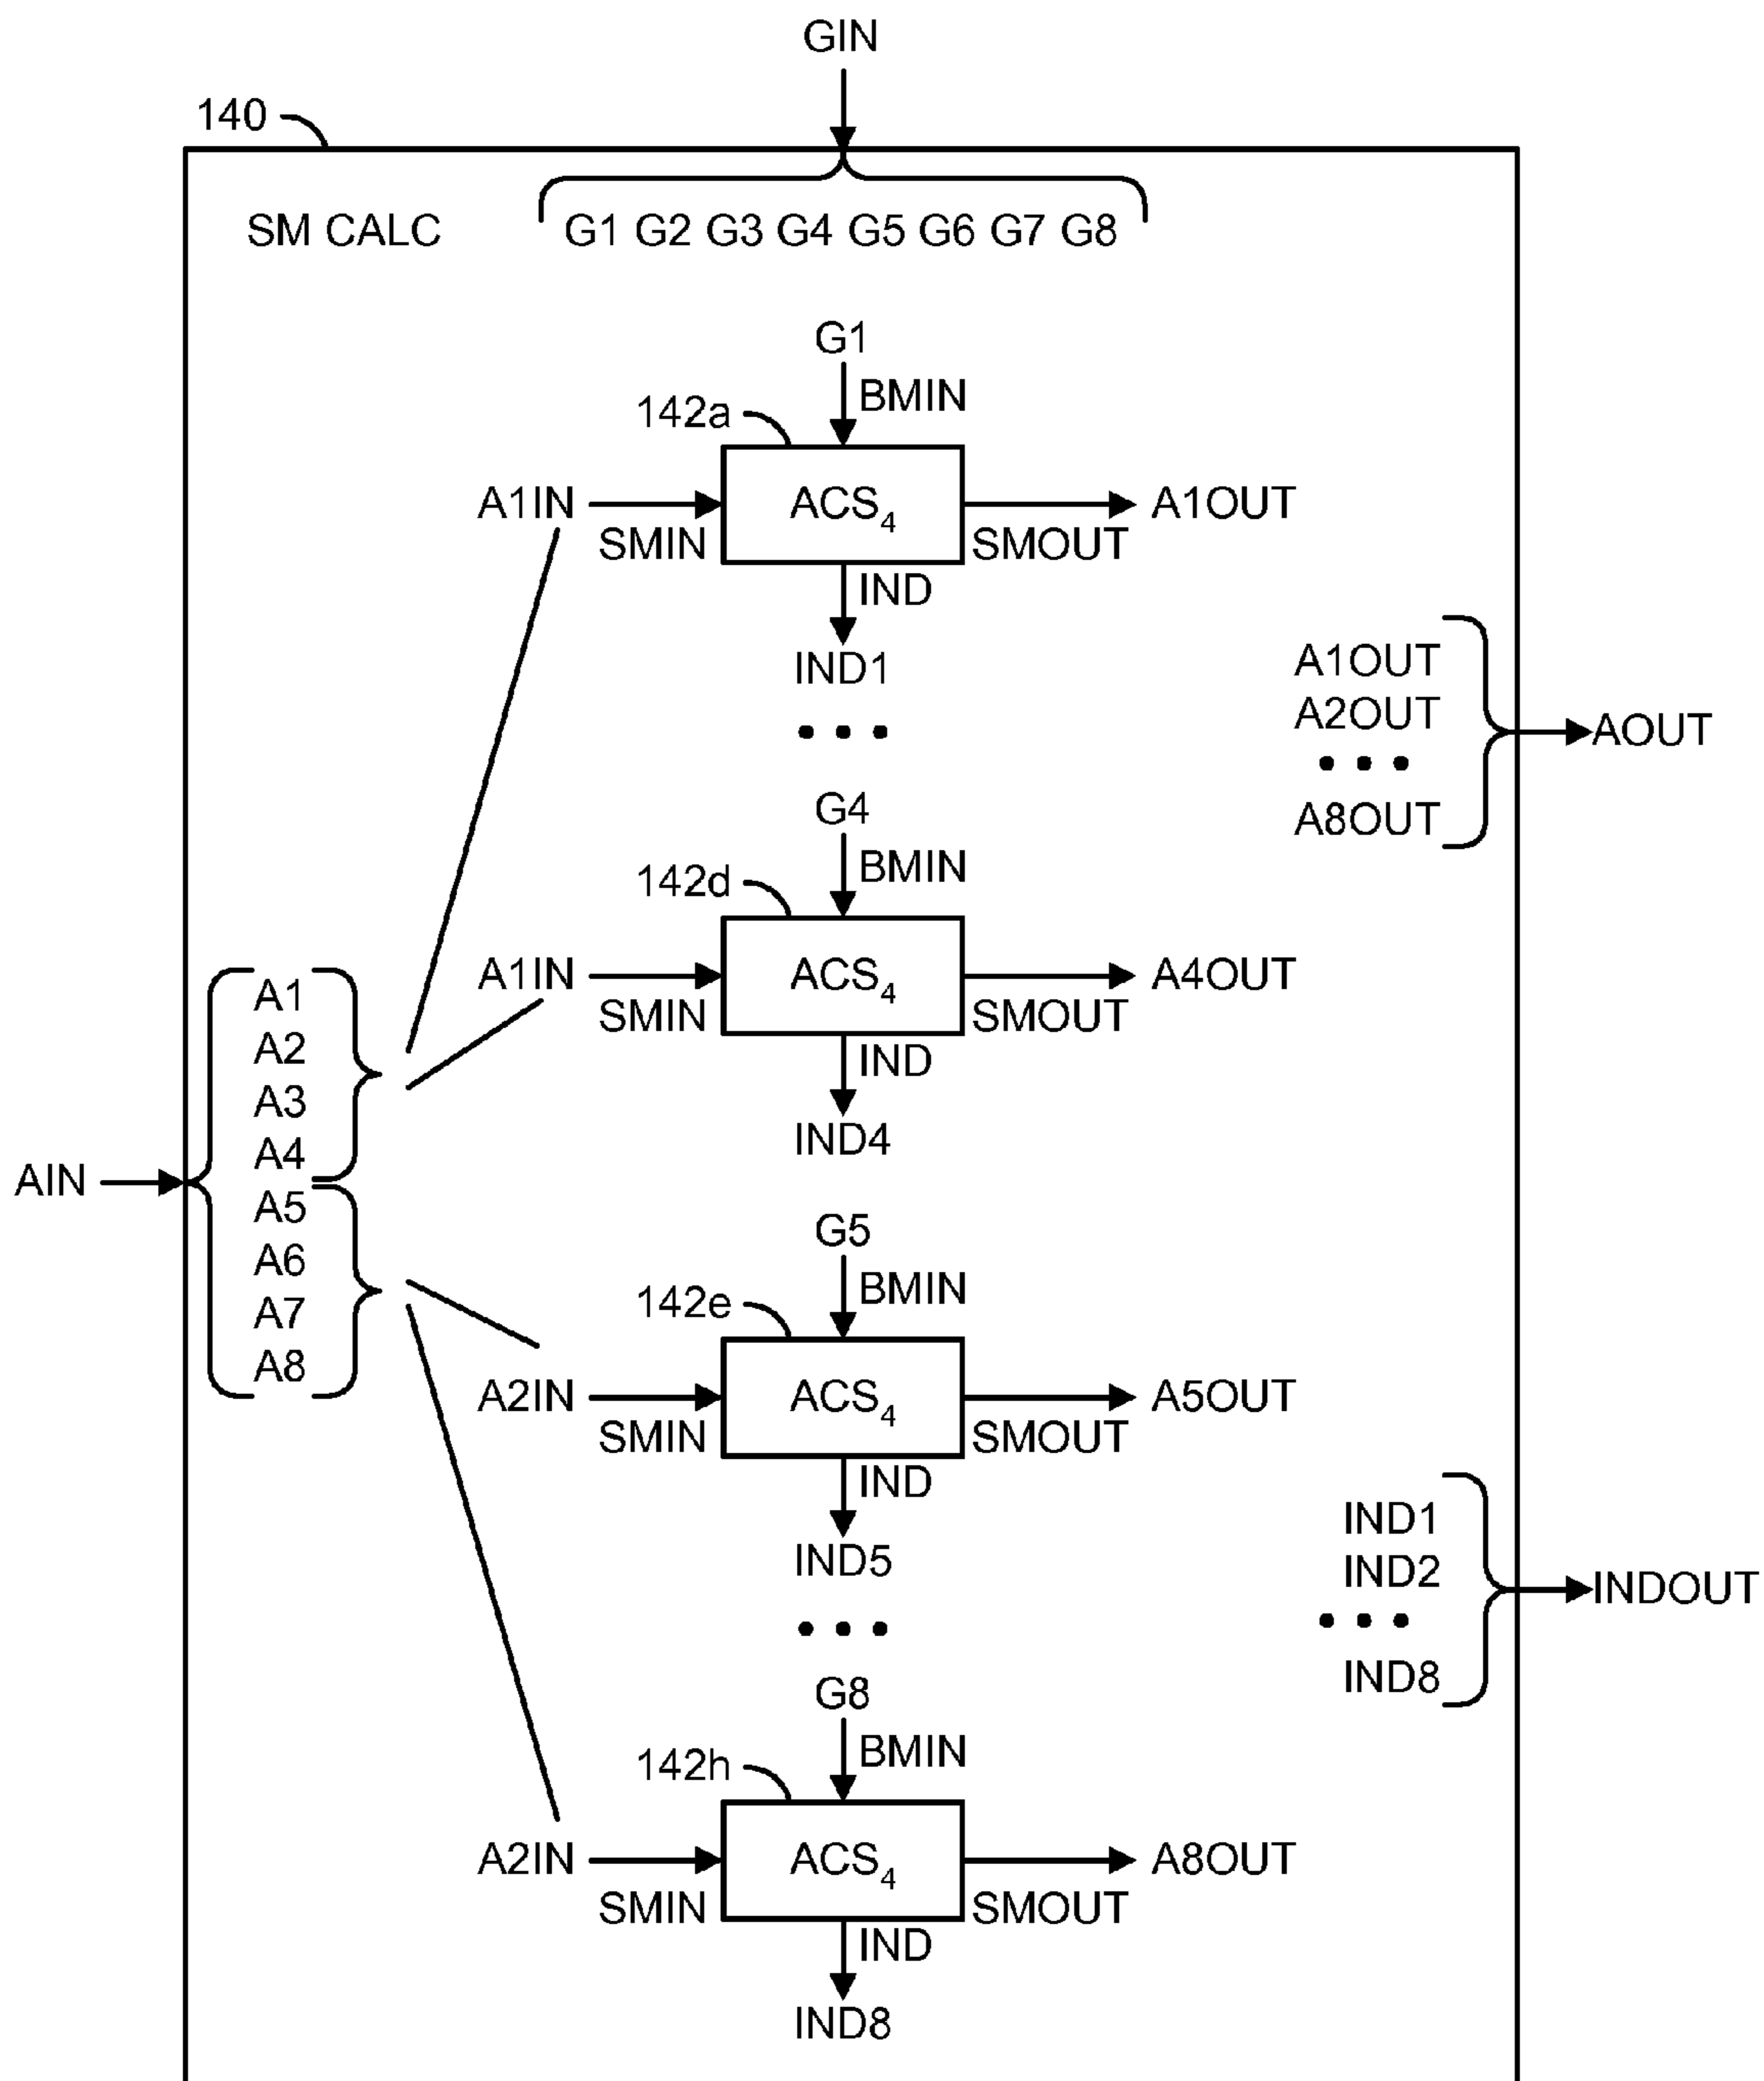 GIN
140
SM CALC
G1 G2 G3 G4 G5 G6 G7 G8
G1
BMIN
142a
A1IN
SMIN
ACS4
SMOUT
A1OUT
IND
IND1
• • •
G4
BMIN
142d
A1IN
SMIN
ACS4
SMOUT
A4OUT
IND
IND4
A1OUT
A2OUT
• • •
A8OUT
AOUT
AIN
A1
A2
A3
A4
A5
A6
A7
A8
G5
BMIN
142e
A2IN
SMIN
ACS4
SMOUT
A5OUT
IND
IND5
• • •
G8
BMIN
142h
A2IN
SMIN
ACS4
SMOUT
A8OUT
IND
IND8
IND1
IND2
• • •
IND8
INDOUT